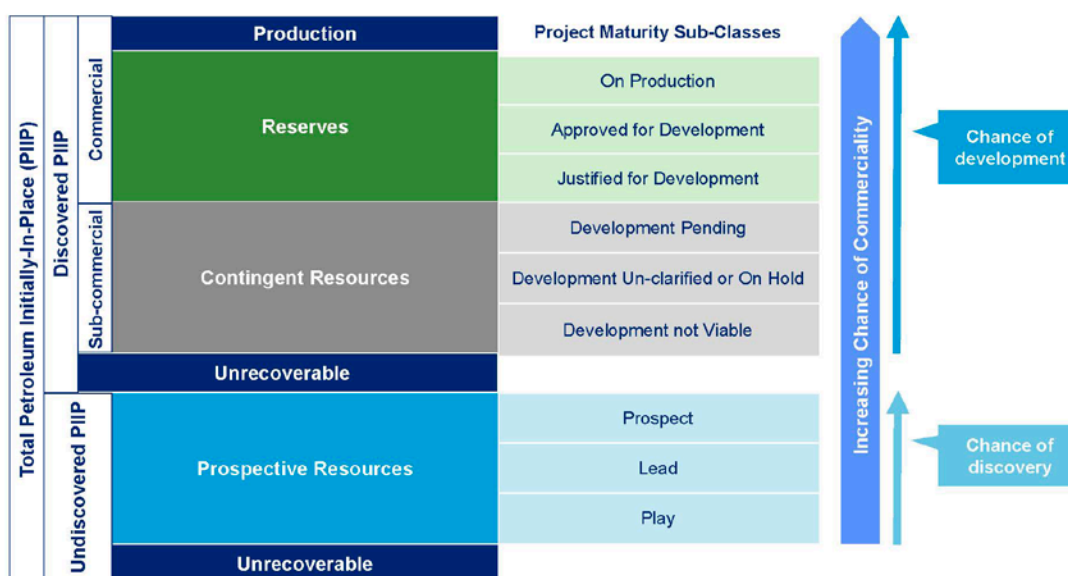 Total Petroleum Initially-In-Place (PIIP)
Discovered PIIP
Undiscovered PIIP
Commercial
Sub-commercial
Production
Reserves
Contingent Resources
Unrecoverable
Prospective Resources
Unrecoverable
Project Maturity Sub-Classes
On Production
Approved for Development
Justified for Development
Development Pending
Development Un-clarified or On Hold
Development not Viable
Prospect
Lead
Play
Increasing Chance of Commerciality
Chance of
development
Chance of
discovery